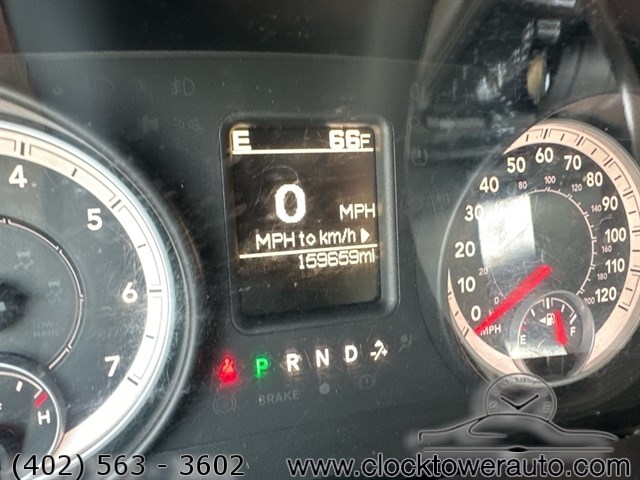 E 66F
0 MPH
MPH to km/h ▶
159659mi
4
5
6
7
H
P R N D
BRAKE
0 10 20 30 40 50 60 70 80 90 100 110 120
MPH
E F
(402) 563 - 3602 www.clocktowerauto.com